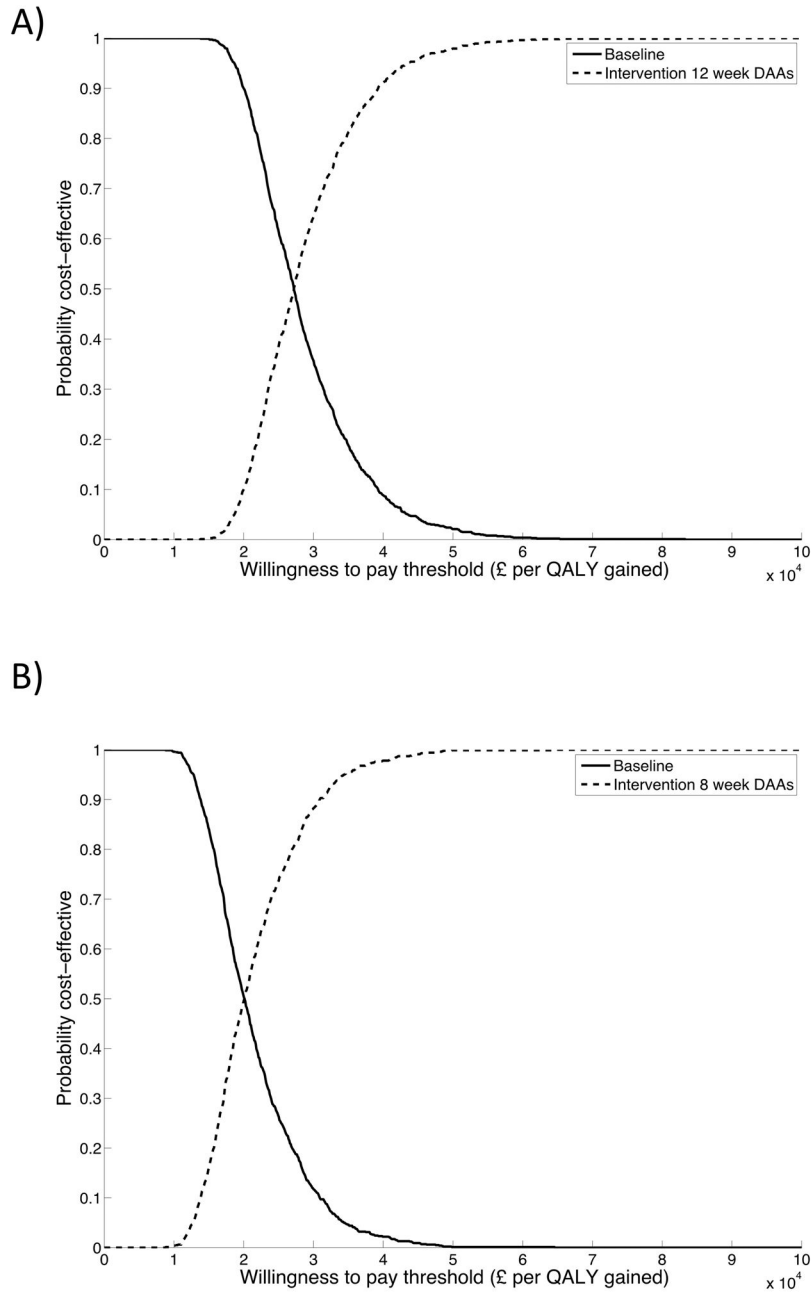 A)
1
0.9
0.8
0.7
0.6
0.5
0.4
0.3
0.2
0.1
0
Probability cost−effective
Baseline
Intervention 12 week DAAs
0 1 2 3 4 5 6 7 8 9 10
Willingness to pay threshold (£ per QALY gained)
x 10^4
B)
1
0.9
0.8
0.7
0.6
0.5
0.4
0.3
0.2
0.1
0
Probability cost−effective
Baseline
Intervention 8 week DAAs
0 1 2 3 4 5 6 7 8 9 10
Willingness to pay threshold (£ per QALY gained)
x 10^4